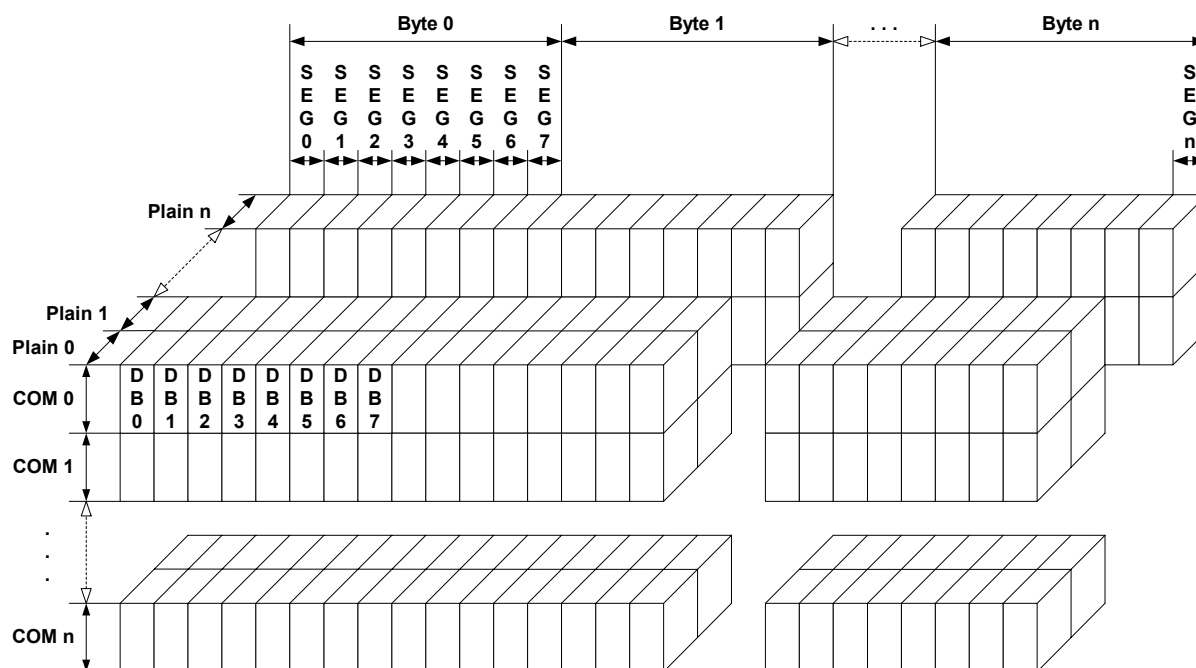 Byte 0 Byte 1 . . . Byte n
S S S S S S S S S
E E E E E E E E E
G G G G G G G G G
0 1 2 3 4 5 6 7 n
Plain n
Plain 1
Plain 0
COM 0
D D D D D D D D
B B B B B B B B
0 1 2 3 4 5 6 7
COM 1
.
.
.
COM n